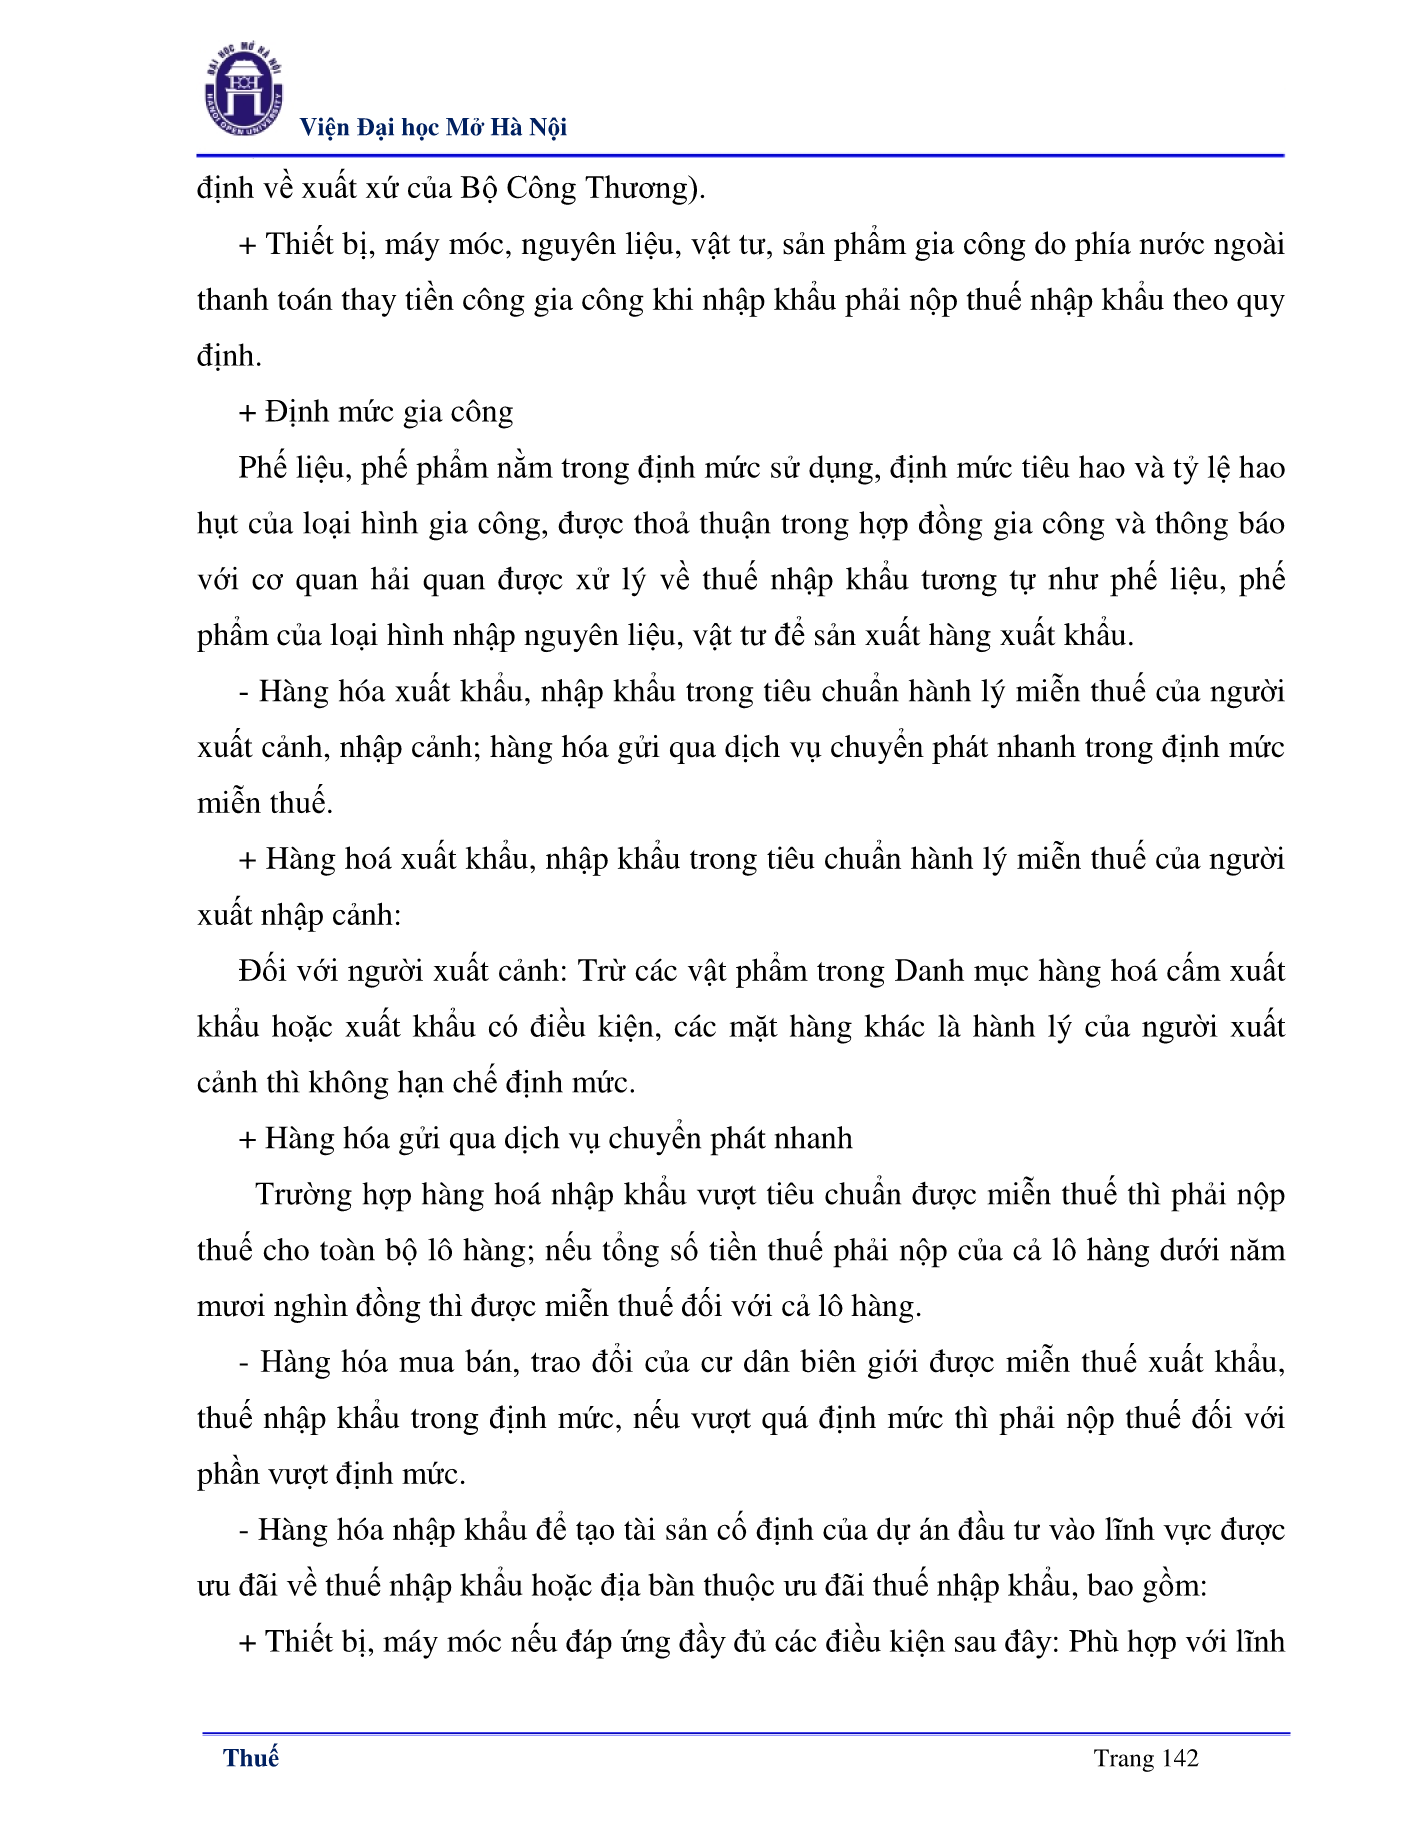 ĐẠI HỌC MỞ HÀ NỘI
HANOI OPEN UNIVERSITY
Viện Đại học Mở Hà Nội
định về xuất xứ của Bộ Công Thương).
+ Thiết bị, máy móc, nguyên liệu, vật tư, sản phẩm gia công do phía nước ngoài
thanh toán thay tiền công gia công khi nhập khẩu phải nộp thuế nhập khẩu theo quy
định.
+ Định mức gia công
Phế liệu, phế phẩm nằm trong định mức sử dụng, định mức tiêu hao và tỷ lệ hao
hụt của loại hình gia công, được thoả thuận trong hợp đồng gia công và thông báo
với cơ quan hải quan được xử lý về thuế nhập khẩu tương tự như phế liệu, phế
phẩm của loại hình nhập nguyên liệu, vật tư để sản xuất hàng xuất khẩu.
- Hàng hóa xuất khẩu, nhập khẩu trong tiêu chuẩn hành lý miễn thuế của người
xuất cảnh, nhập cảnh; hàng hóa gửi qua dịch vụ chuyển phát nhanh trong định mức
miễn thuế.
+ Hàng hoá xuất khẩu, nhập khẩu trong tiêu chuẩn hành lý miễn thuế của người
xuất nhập cảnh:
Đối với người xuất cảnh: Trừ các vật phẩm trong Danh mục hàng hoá cấm xuất
khẩu hoặc xuất khẩu có điều kiện, các mặt hàng khác là hành lý của người xuất
cảnh thì không hạn chế định mức.
+ Hàng hóa gửi qua dịch vụ chuyển phát nhanh
Trường hợp hàng hoá nhập khẩu vượt tiêu chuẩn được miễn thuế thì phải nộp
thuế cho toàn bộ lô hàng; nếu tổng số tiền thuế phải nộp của cả lô hàng dưới năm
mươi nghìn đồng thì được miễn thuế đối với cả lô hàng.
- Hàng hóa mua bán, trao đổi của cư dân biên giới được miễn thuế xuất khẩu,
thuế nhập khẩu trong định mức, nếu vượt quá định mức thì phải nộp thuế đối với
phần vượt định mức.
- Hàng hóa nhập khẩu để tạo tài sản cố định của dự án đầu tư vào lĩnh vực được
ưu đãi về thuế nhập khẩu hoặc địa bàn thuộc ưu đãi thuế nhập khẩu, bao gồm:
+ Thiết bị, máy móc nếu đáp ứng đầy đủ các điều kiện sau đây: Phù hợp với lĩnh
Thuế
Trang 142